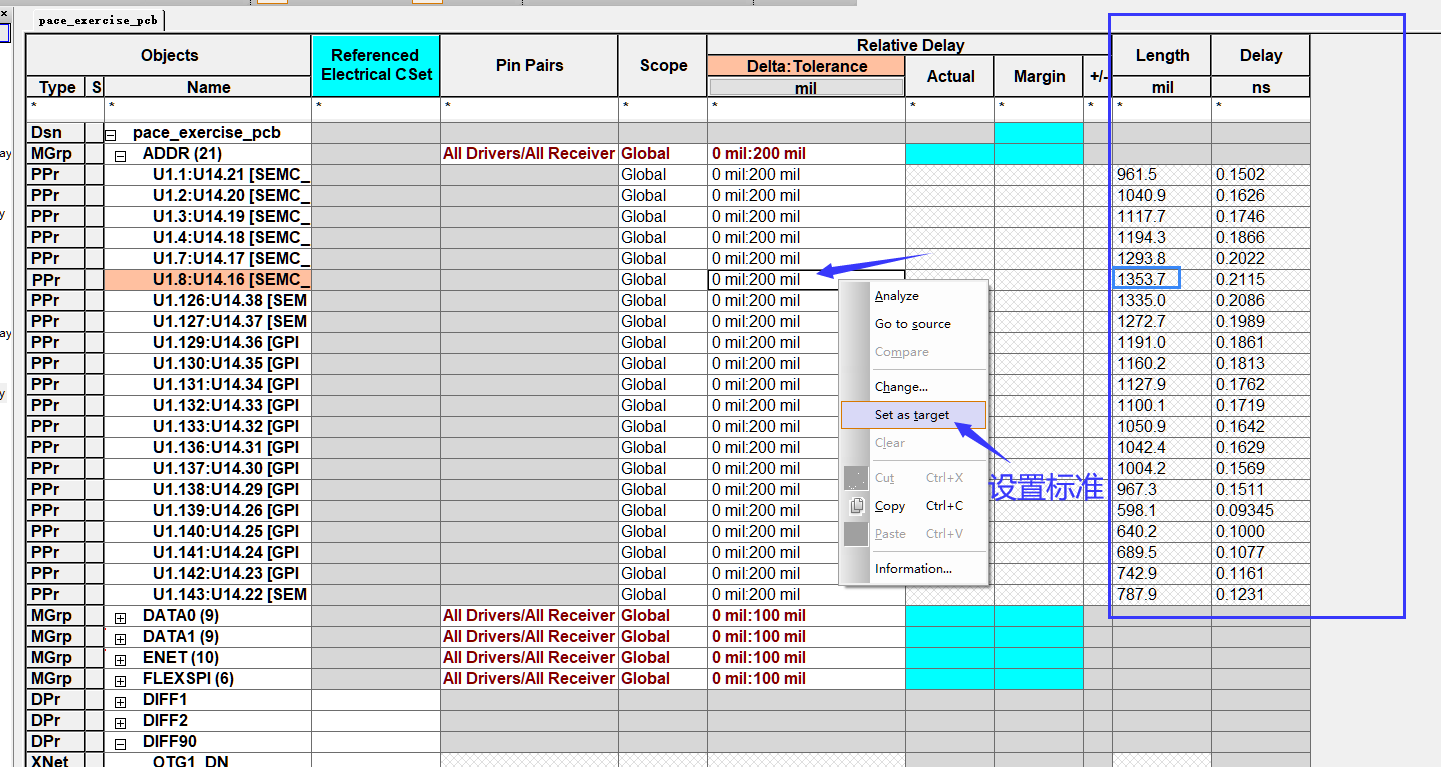 pace_exercise_pcb
Objects Referenced Electrical CSet Pin Pairs Scope Relative Delay Length Delay
Delta:Tolerance Actual Margin +/-
Type S Name mil mil ns
* * * * * * * * * * *
Dsn pace_exercise_pcb
MGrp ADDR (21) All Drivers/All Receiver Global 0 mil:200 mil
PPr U1.1:U14.21 [SEMC_ Global 0 mil:200 mil 961.5 0.1502
PPr U1.2:U14.20 [SEMC_ Global 0 mil:200 mil 1040.9 0.1626
PPr U1.3:U14.19 [SEMC_ Global 0 mil:200 mil 1117.7 0.1746
PPr U1.4:U14.18 [SEMC_ Global 0 mil:200 mil 1194.3 0.1866
PPr U1.7:U14.17 [SEMC_ Global 0 mil:200 mil 1293.8 0.2022
PPr U1.8:U14.16 [SEMC_ Global 0 mil:200 mil 1353.7 0.2115
PPr U1.126:U14.38 [SEM Global 0 mil:200 mil 1335.0 0.2086
PPr U1.127:U14.37 [SEM Global 0 mil:200 mil 1272.7 0.1989
PPr U1.129:U14.36 [GPI Global 0 mil:200 mil 1191.0 0.1861
PPr U1.130:U14.35 [GPI Global 0 mil:200 mil 1160.2 0.1813
PPr U1.131:U14.34 [GPI Global 0 mil:200 mil 1127.9 0.1762
PPr U1.132:U14.33 [GPI Global 0 mil:200 mil 1100.1 0.1719
PPr U1.133:U14.32 [GPI Global 0 mil:200 mil 1050.9 0.1642
PPr U1.136:U14.31 [GPI Global 0 mil:200 mil 1042.4 0.1629
PPr U1.137:U14.30 [GPI Global 0 mil:200 mil 1004.2 0.1569
PPr U1.138:U14.29 [GPI Global 0 mil:200 mil 967.3 0.1511
PPr U1.139:U14.26 [GPI Global 0 mil:200 mil 598.1 0.09345
PPr U1.140:U14.25 [GPI Global 0 mil:200 mil 640.2 0.1000
PPr U1.141:U14.24 [GPI Global 0 mil:200 mil 689.5 0.1077
PPr U1.142:U14.23 [GPI Global 0 mil:200 mil 742.9 0.1161
PPr U1.143:U14.22 [SEM Global 0 mil:200 mil 787.9 0.1231
MGrp DATA0 (9) All Drivers/All Receiver Global 0 mil:100 mil
MGrp DATA1 (9) All Drivers/All Receiver Global 0 mil:100 mil
MGrp ENET (10) All Drivers/All Receiver Global 0 mil:100 mil
MGrp FLEXSPI (6) All Drivers/All Receiver Global 0 mil:100 mil
DPr DIFF1
DPr DIFF2
DPr DIFF90
XNet OTG1_DN
Analyze
Go to source
Compare
Change...
Set as target
Clear
Cut Ctrl+X
Copy Ctrl+C
Paste Ctrl+V
Information...
设置标准